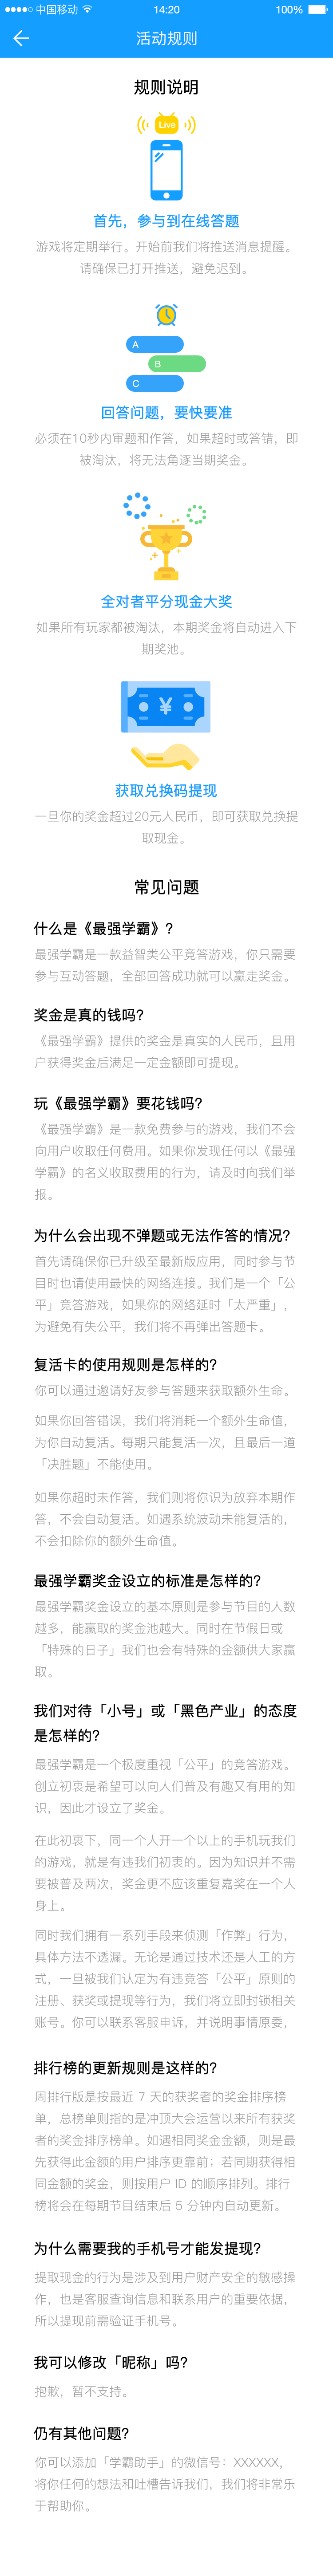 中国移动
14:20
100%
活动规则
规则说明
Live
首先，参与到在线答题
游戏将定期举行。开始前我们将推送消息提醒。
请确保已打开推送，避免迟到。
A
B
C
回答问题，要快要准
必须在10秒内审题和作答，如果超时或答错，即
被淘汰，将无法角逐当期奖金。
全对者平分现金大奖
如果所有玩家都被淘汰，本期奖金将自动进入下
期奖池。
¥
获取兑换码提现
一旦你的奖金超过20元人民币，即可获取兑换提
取现金。
常见问题
什么是《最强学霸》?
最强学霸是一款益智类公平竞答游戏，你只需要
参与互动答题，全部回答成功就可以赢走奖金。
奖金是真的钱吗?
《最强学霸》提供的奖金是真实的人民币，且用
户获得奖金后满足一定金额即可提现。
玩《最强学霸》要花钱吗?
《最强学霸》是一款免费参与的游戏，我们不会
向用户收取任何费用。如果你发现任何以《最强
学霸》的名义收取费用的行为，请及时向我们举
报。
为什么会出现不弹题或无法作答的情况?
首先请确保你已升级至最新版应用，同时参与节
目时也请使用最快的网络连接。我们是一个「公
平」竞答游戏，如果你的网络延时「太严重」，
为避免有失公平，我们将不再弹出答题卡。
复活卡的使用规则是怎样的?
你可以通过邀请好友参与答题来获取额外生命。
如果你回答错误，我们将消耗一个额外生命值，
为你自动复活。每期只能复活一次，且最后一道
「决胜题」不能使用。
如果你超时未作答，我们则将你识为放弃本期作
答，不会自动复活。如遇系统波动未能复活的，
不会扣除你的额外生命值。
最强学霸奖金设立的标准是怎样的?
最强学霸奖金设立的基本原则是参与节目的人数
越多，能赢取的奖金池越大。同时在节假日或
「特殊的日子」我们也会有特殊的金额供大家赢
取。
我们对待「小号」或「黑色产业」的态度
是怎样的?
最强学霸是一个极度重视「公平」的竞答游戏。
创立初衷是希望可以向人们普及有趣又有用的知
识，因此才设立了奖金。
在此初衷下，同一个人开一个以上的手机玩我们
的游戏，就是有违我们初衷的。因为知识并不需
要被普及两次，奖金更不应该重复嘉奖在一个人
身上。
同时我们拥有一系列手段来侦测「作弊」行为，
具体方法不透漏。无论是通过技术还是人工的方
式，一旦被我们认定为有违竞答「公平」原则的
注册、获奖或提现等行为，我们将立即封锁相关
账号。你可以联系客服申诉，并说明事情原委，
排行榜的更新规则是这样的?
周排行版是按最近 7 天的获奖者的奖金排序榜
单，总榜单则指的是冲顶大会运营以来所有获奖
者的奖金排序榜单。如遇相同奖金金额，则是最
先获得此金额的用户排序更靠前；若同期获得相
同金额的奖金，则按用户 ID 的顺序排列。排行
榜将会在每期节目结束后 5 分钟内自动更新。
为什么需要我的手机号才能发提现?
提取现金的行为是涉及到用户财产安全的敏感操
作，也是客服查询信息和联系用户的重要依据，
所以提现前需验证手机号。
我可以修改「昵称」吗?
抱歉，暂不支持。
仍有其他问题?
你可以添加「学霸助手」的微信号：XXXXXX，
将你任何的想法和吐槽告诉我们，我们将非常乐
于帮助你。